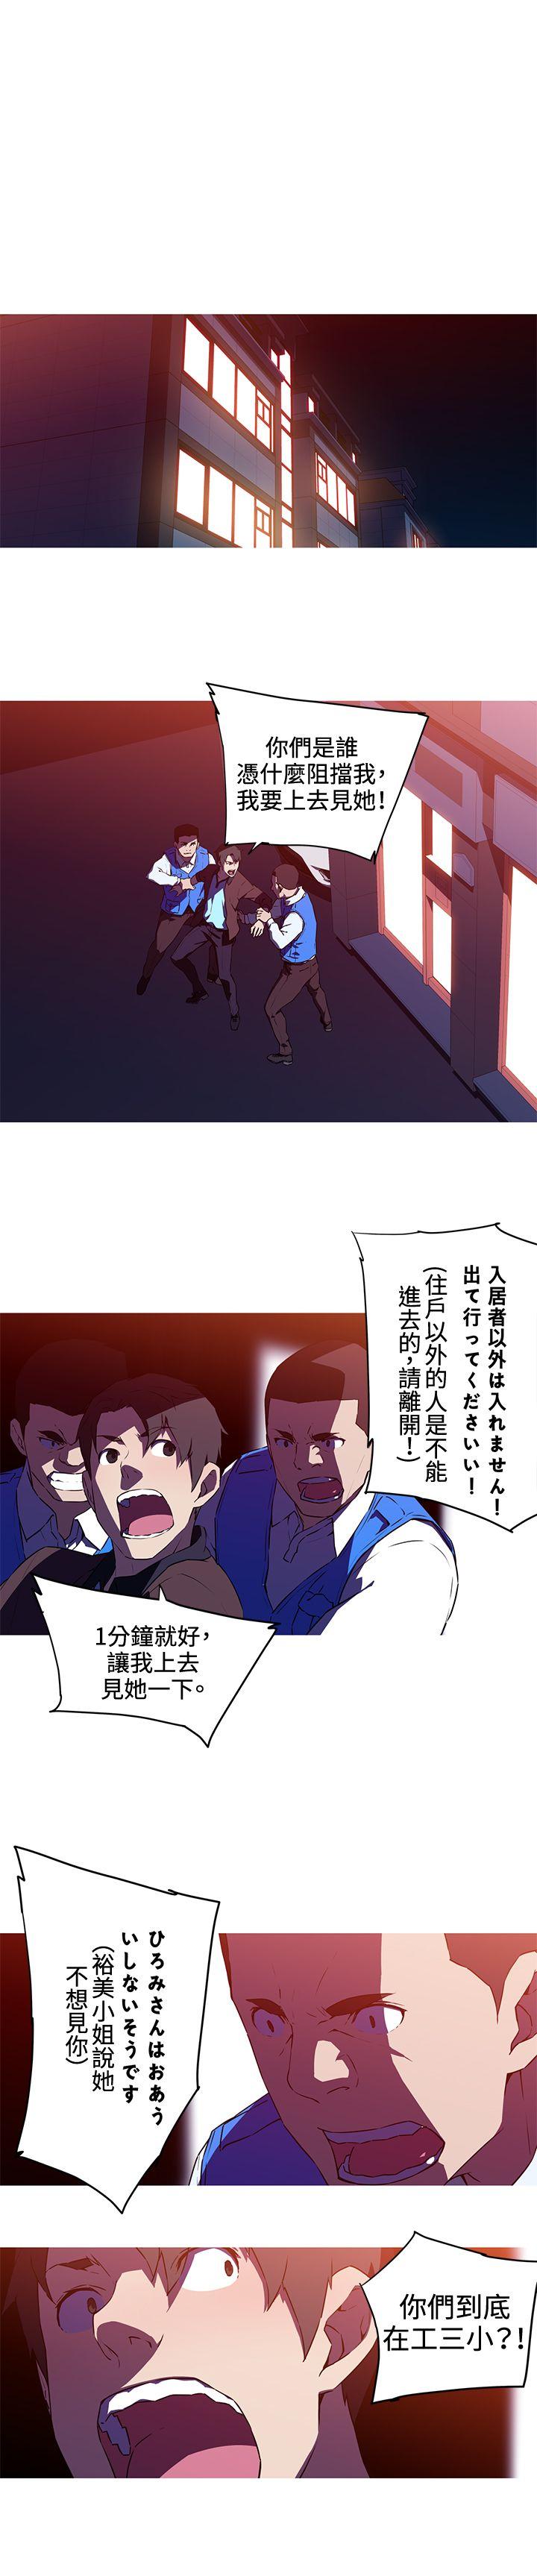 你們是誰
憑什麼阻擋我,
我要上去見她!
入居者以外は入れません!
出て行ってくださいい!
(住戶以外的人是不能
進去的,請離開!)
1分鐘就好,
讓我上去
見她一下。
ひろみさんはおあう
いしないそうです
(裕美小姐說她
不想見你)
你們到底
在工三小?!